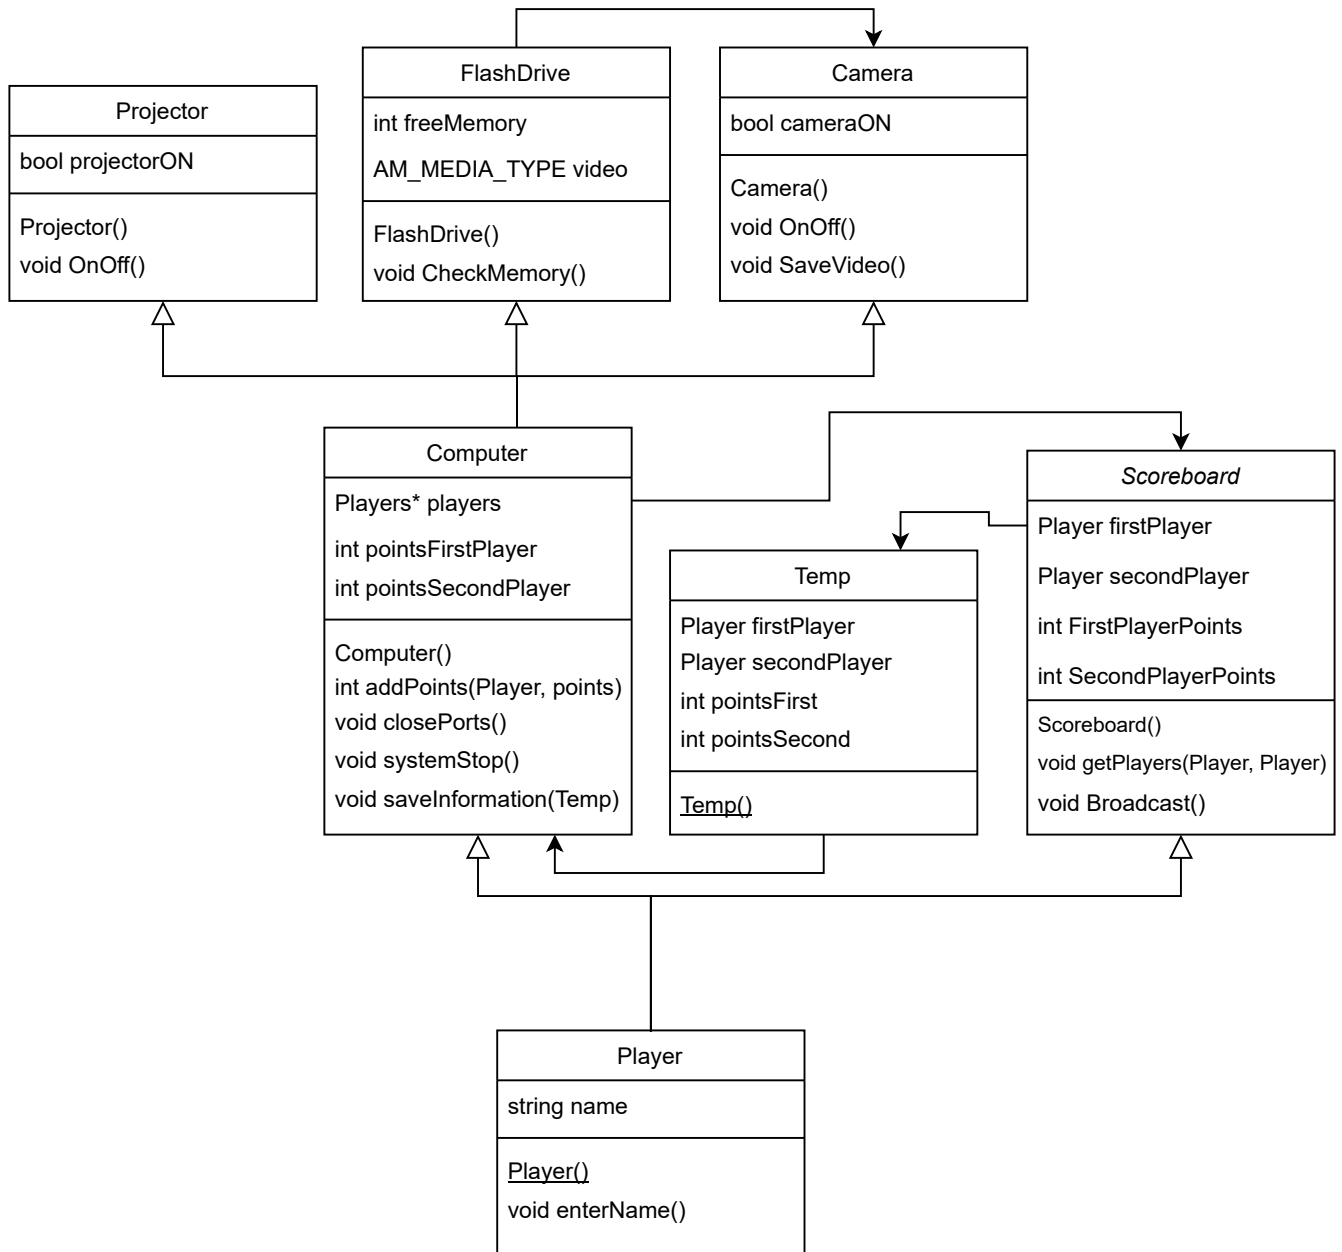 Projector
bool projectorON
Projector()
void OnOff()
FlashDrive
int freeMemory
AM_MEDIA_TYPE video
FlashDrive()
void CheckMemory()
Camera
bool cameraON
Camera()
void OnOff()
void SaveVideo()
Computer
Players* players
int pointsFirstPlayer
int pointsSecondPlayer
Computer()
int addPoints(Player, points)
void closePorts()
void systemStop()
void saveInformation(Temp)
Temp
Player firstPlayer
Player secondPlayer
int pointsFirst
int pointsSecond
Temp()
Scoreboard
Player firstPlayer
Player secondPlayer
int FirstPlayerPoints
int SecondPlayerPoints
Scoreboard()
void getPlayers(Player, Player)
void Broadcast()
Player
string name
Player()
void enterName()